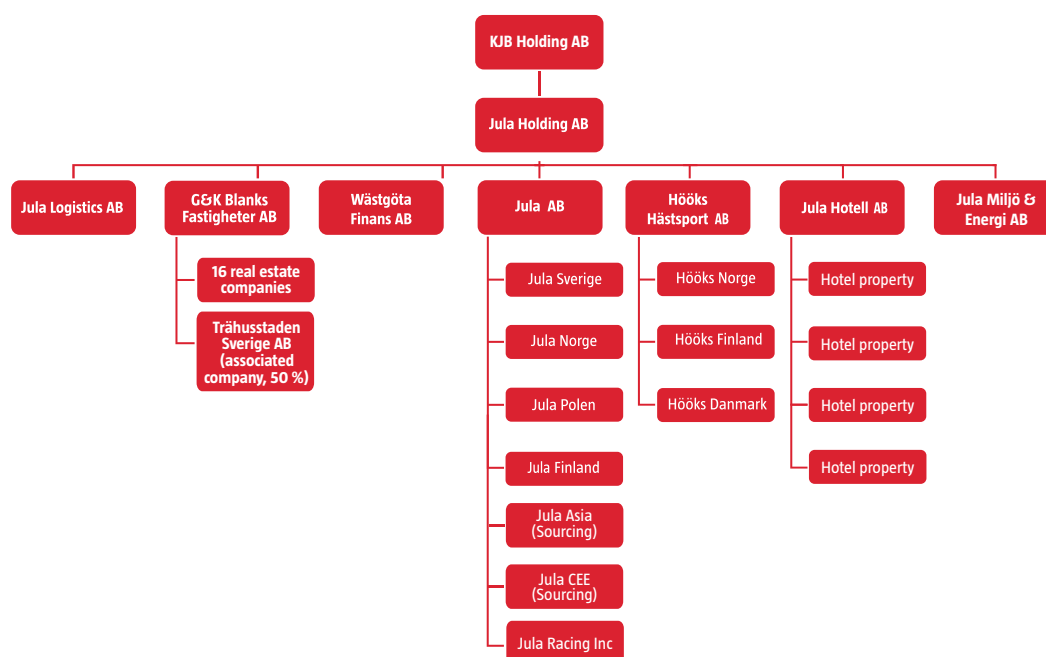 KJB Holding AB
Jula Holding AB
Jula Logistics AB
G&K Blanks
Fastigheter AB
Wästgöta
Finans AB
Jula AB
Hööks
Hästsport AB
Jula Hotell AB
Jula Miljö &
Energi AB
16 real estate
companies
Trähusstaden
Sverige AB
(associated
company, 50 %)
Jula Sverige
Jula Norge
Jula Polen
Jula Finland
Jula Asia
(Sourcing)
Jula CEE
(Sourcing)
Jula Racing Inc
Hööks Norge
Hööks Finland
Hööks Danmark
Hotel property
Hotel property
Hotel property
Hotel property